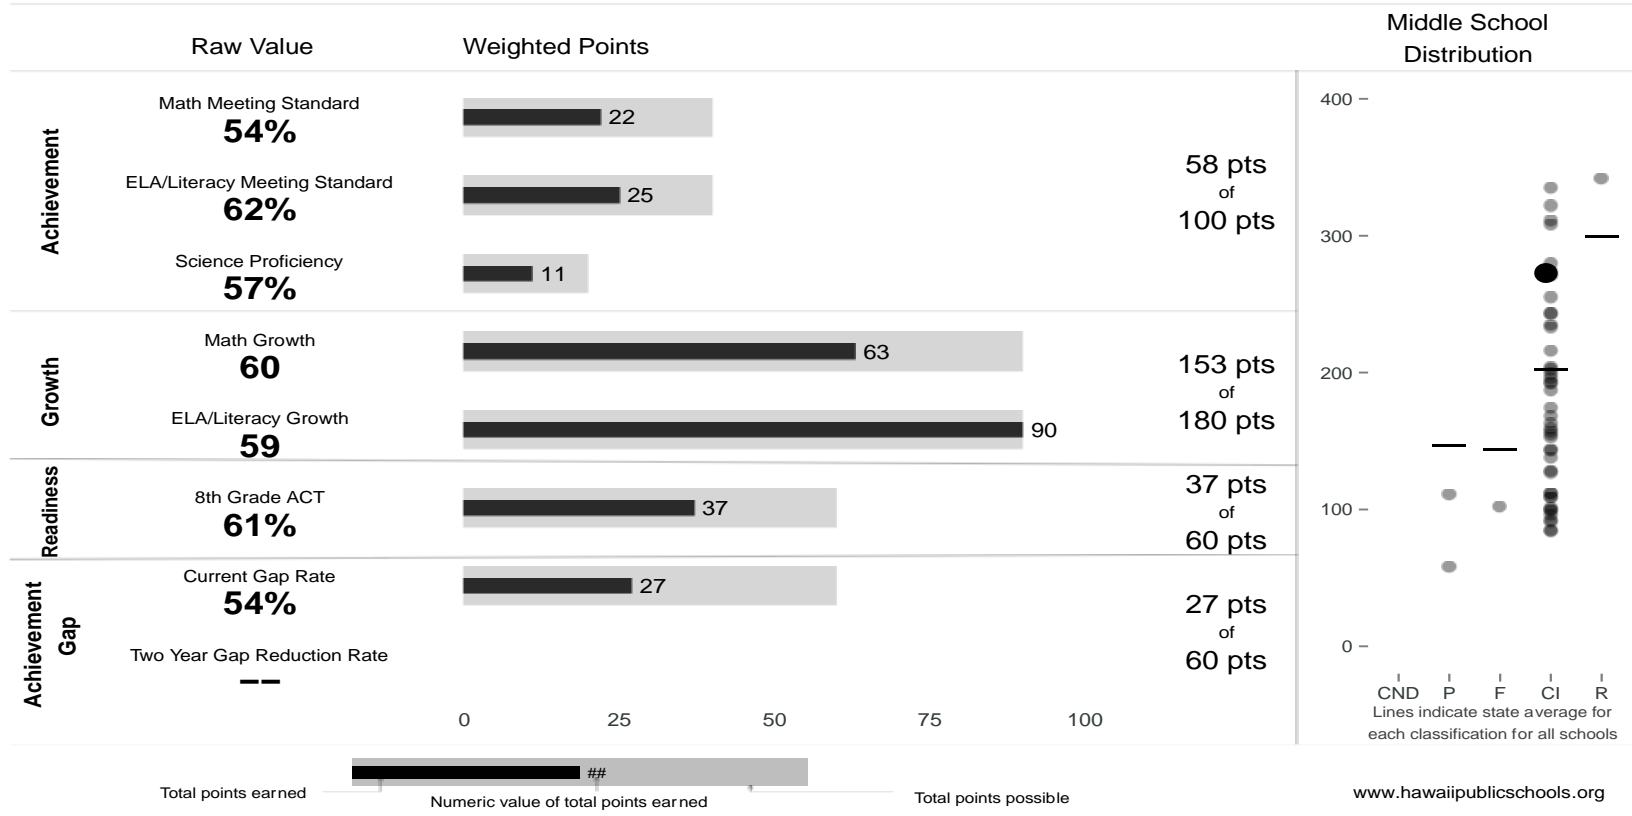 Raw Value
Weighted Points
Middle School
Distribution
Achievement
Math Meeting Standard
54%
22
ELA/Literacy Meeting Standard
62%
25
Science Proficiency
57%
11
58 pts
of
100 pts
Growth
Math Growth
60
63
ELA/Literacy Growth
59
90
153 pts
of
180 pts
Readiness
8th Grade ACT
61%
37
37 pts
of
60 pts
Achievement
Gap
Current Gap Rate
54%
27
Two Year Gap Reduction Rate
--
27 pts
of
60 pts
0 25 50 75 100
400
300
200
100
0
CND P F CI R
Lines indicate state average for
each classification for all schools
##
Total points earned
Numeric value of total points earned
Total points possible
www.hawaiipublicschools.org